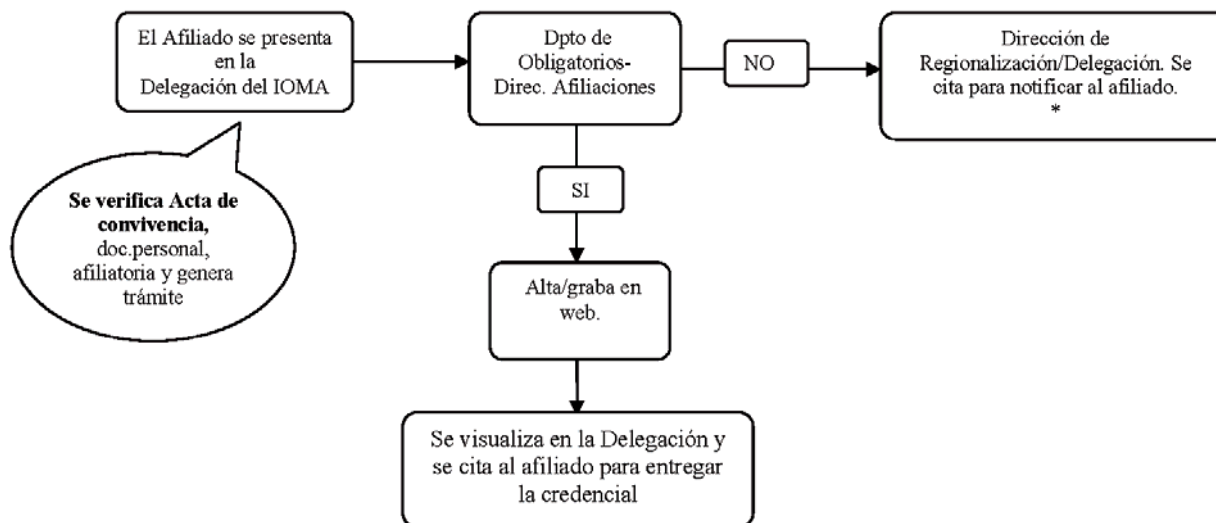 El Afiliado se presenta
en la
Delegación del IOMA
Dpto de
Obligatorios-
Direc. Afiliaciones
NO
Dirección de
Regionalización/Delegación. Se
cita para notificar al afiliado.
*
Se verifica Acta de
convivencia,
doc.personal,
afiliatoria y genera
trámite
SI
Alta/graba en
web.
Se visualiza en la Delegación y
se cita al afiliado para entregar
la credencial